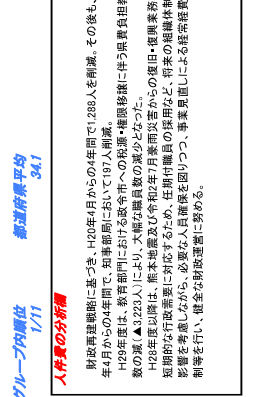 グループ内順位
1/11
都道府県平均
34.1
人件費の分析欄
財政再建戦略に基づき、H20年4月からの4年間で1,288人を削減。その後も、
年4月からの4年間で、知事部局において197人削減。
H29年度は、教育部門における政令市への税源・権限移譲に伴う県費負担教
数の減（▲3,223人）により、大幅な職員数の減少となった。
H28年度以降は、熊本地震及び令和2年7月豪雨災害からの復旧・復興業務
短期的な行政需要に対応するため、任期付職員の採用など、将来の組織体制
影響を考慮しながら、必要な人員確保を図りつつ、事業見直しによる経常経費
制等を行い、健全な財政運営に努める。